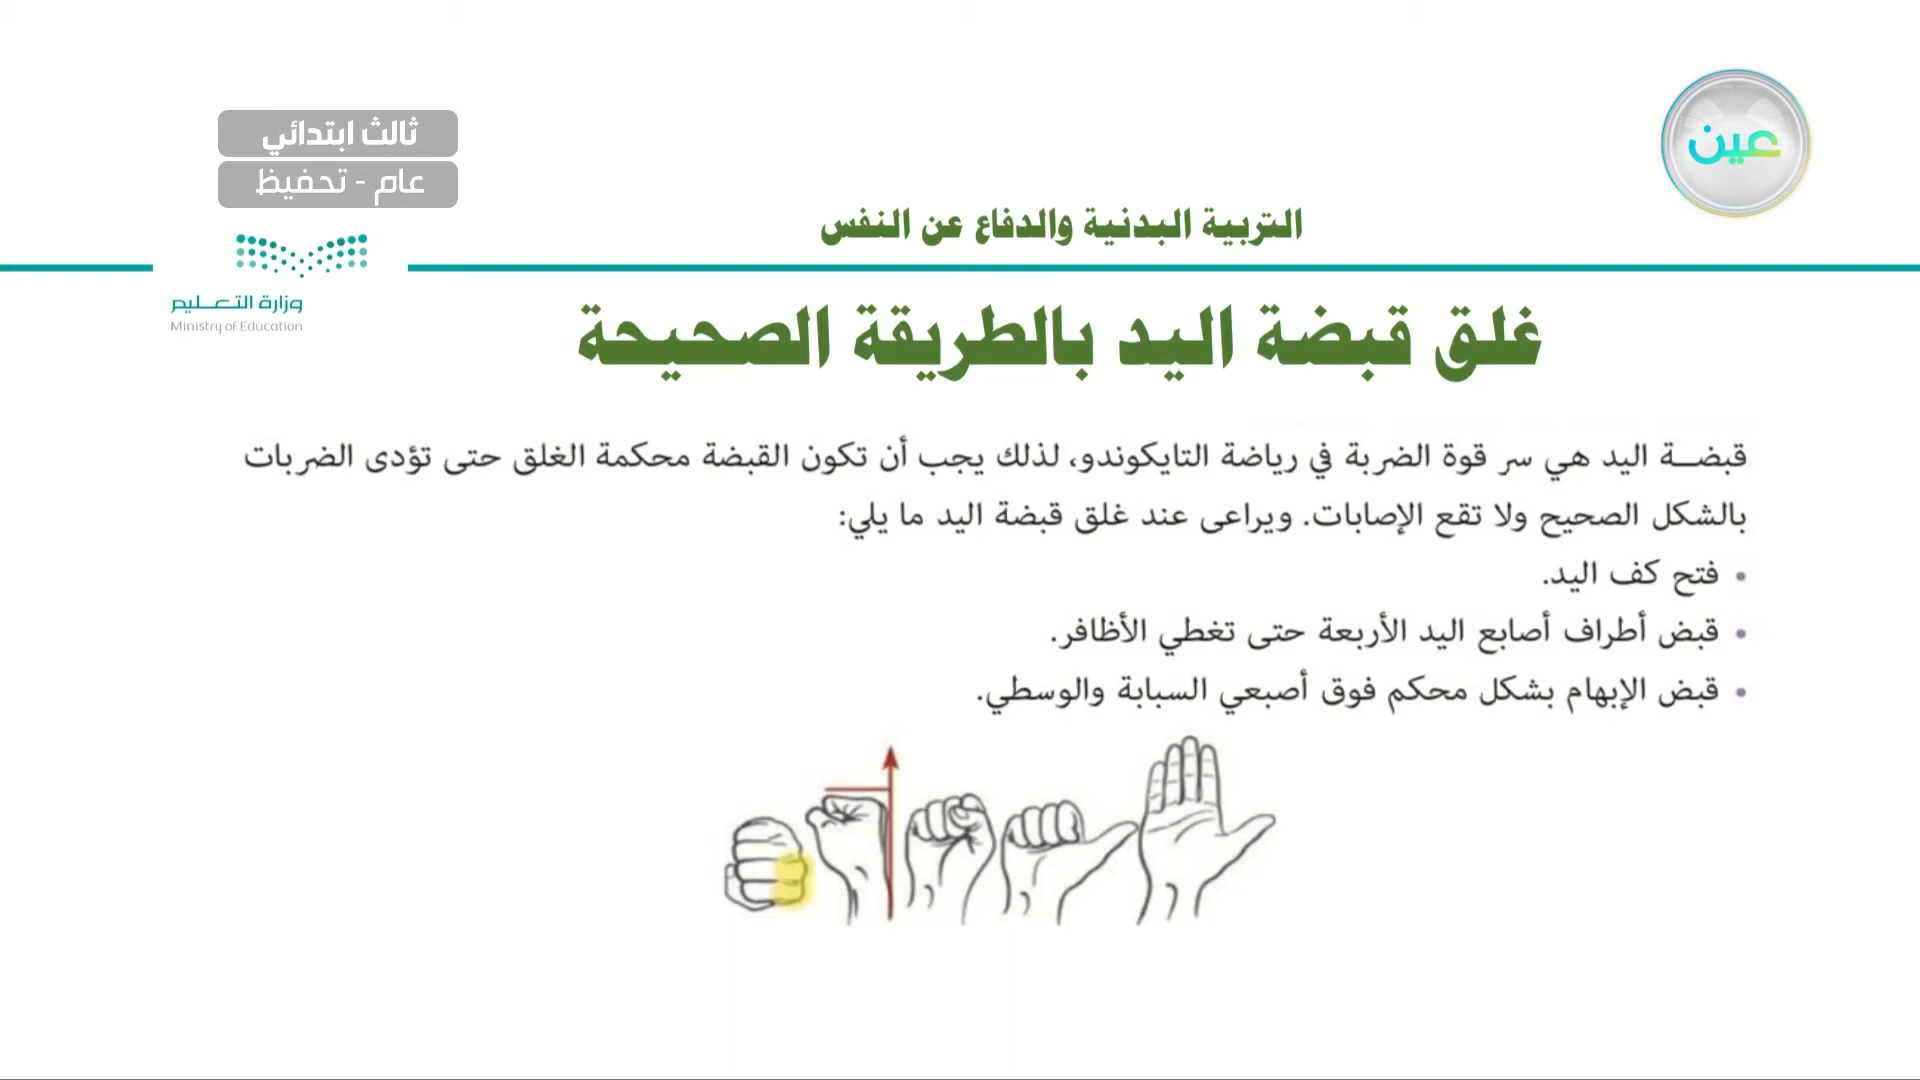 عين
ثالث ابتدائي
عام - تحفيظ
التربية البدنية والدفاع عن النفس
وزارة التعليم
Ministry of Education
غلق قبضة اليد بالطريقة الصحيحة
قبضة اليد هي سر قوة الضربة في رياضة التايكوندو، لذلك يجب أن تكون القبضة محكمة الغلق حتى تؤدى الضربات
بالشكل الصحيح ولا تقع الإصابات. ويراعى عند غلق قبضة اليد ما يلي:
• فتح كف اليد.
• قبض أطراف أصابع اليد الأربعة حتى تغطي الأظافر.
• قبض الإبهام بشكل محكم فوق أصبعي السبابة والوسطي.